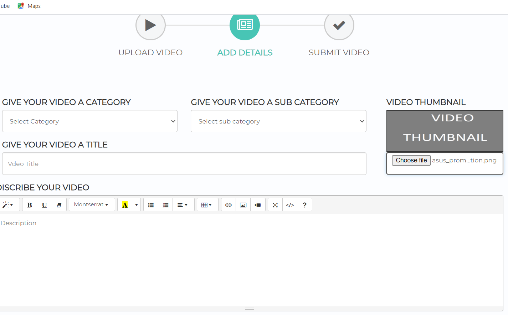 ube Maps
UPLOAD VIDEO ADD DETAILS SUBMIT VIDEO
GIVE YOUR VIDEO A CATEGORY GIVE YOUR VIDEO A SUB CATEGORY VIDEO THUMBNAIL
Select Category Select sub category VIDEO
THUMBNAIL
GIVE YOUR VIDEO A TITLE
Video Title Choose file asus_prom...tion.png
DISCRIBE YOUR VIDEO
B U Montserrat A </> ?
Description